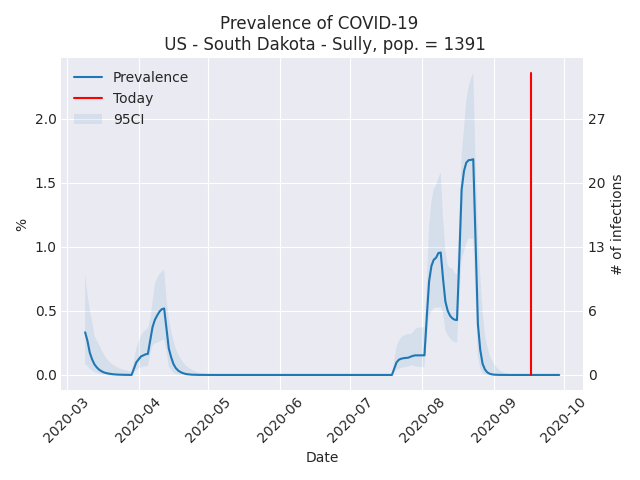 Prevalence of COVID-19
US - South Dakota - Sully, pop. = 1391
Prevalence
Today
95CI
2.0
1.5
1.0
0.5
0.0
%
27
20
13
6
0
# of infections
2020-03
2020-04
2020-05
2020-06
2020-07
2020-08
2020-09
2020-10
Date